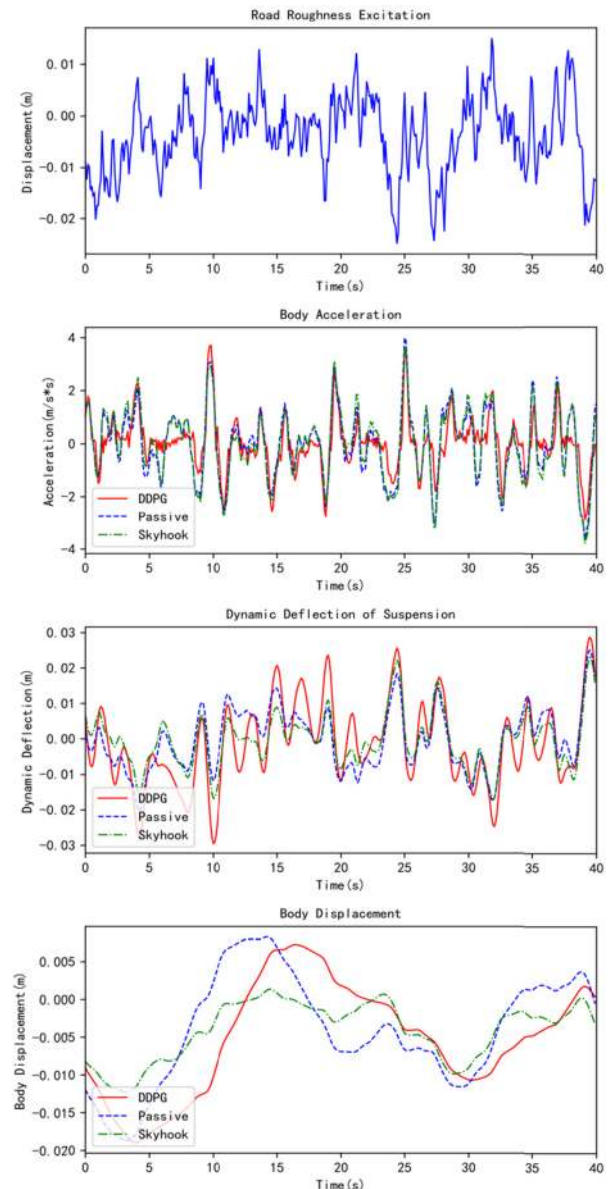 Road Roughness Excitation
Displacement(m)
0.01
0.00
-0.01
-0.02
0 5 10 15 20 25 30 35 40
Time(s)
Body Acceleration
Acceleration(m/s*s)
4
2
0
-2
-4
DDPG
Passive
Skyhook
0 5 10 15 20 25 30 35 40
Time(s)
Dynamic Deflection of Suspension
Dynamic Deflection(m)
0.03
0.02
0.01
0.00
-0.01
-0.02
-0.03
DDPG
Passive
Skyhook
0 5 10 15 20 25 30 35 40
Time(s)
Body Displacement
Body Displacement(m)
0.005
0.000
-0.005
-0.010
-0.015
-0.020
DDPG
Passive
Skyhook
0 5 10 15 20 25 30 35 40
Time(s)